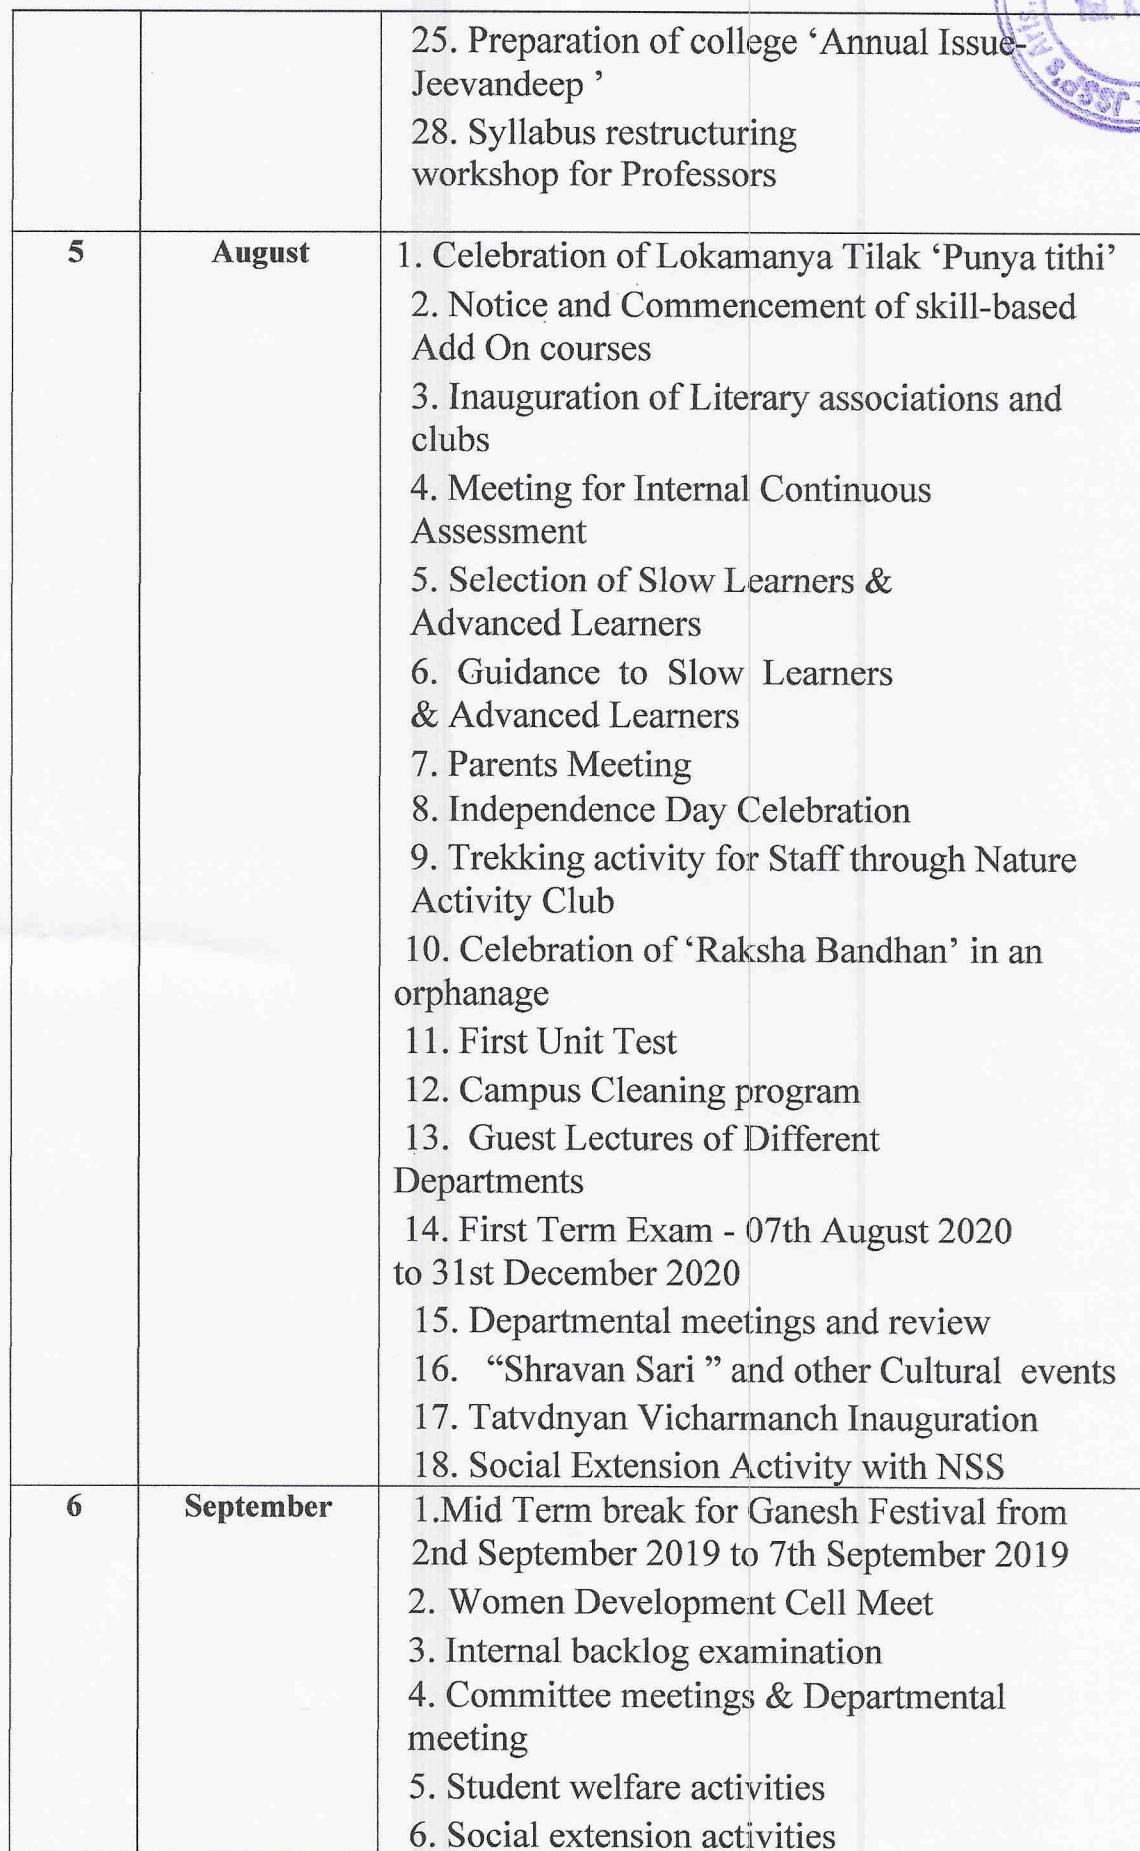 25. Preparation of college ‘Annual Issue-
Jeevandeep ’
28. Syllabus restructuring
workshop for Professors
5 August 1. Celebration of Lokamanya Tilak ‘Punya tithi’
2. Notice and Commencement of skill-based
Add On courses
3. Inauguration of Literary associations and
clubs
4. Meeting for Internal Continuous
Assessment
5. Selection of Slow Learners &
Advanced Learners
6. Guidance to Slow Learners
& Advanced Learners
7. Parents Meeting
8. Independence Day Celebration
9. Trekking activity for Staff through Nature
Activity Club
10. Celebration of ‘Raksha Bandhan’ in an
orphanage
11. First Unit Test
12. Campus Cleaning program
13. Guest Lectures of Different
Departments
14. First Term Exam - 07th August 2020
to 31st December 2020
15. Departmental meetings and review
16. “Shravan Sari ” and other Cultural events
17. Tatvdnyan Vicharmanch Inauguration
18. Social Extension Activity with NSS
6 September 1.Mid Term break for Ganesh Festival from
2nd September 2019 to 7th September 2019
2. Women Development Cell Meet
3. Internal backlog examination
4. Committee meetings & Departmental
meeting
5. Student welfare activities
6. Social extension activities
JSSP's Arts